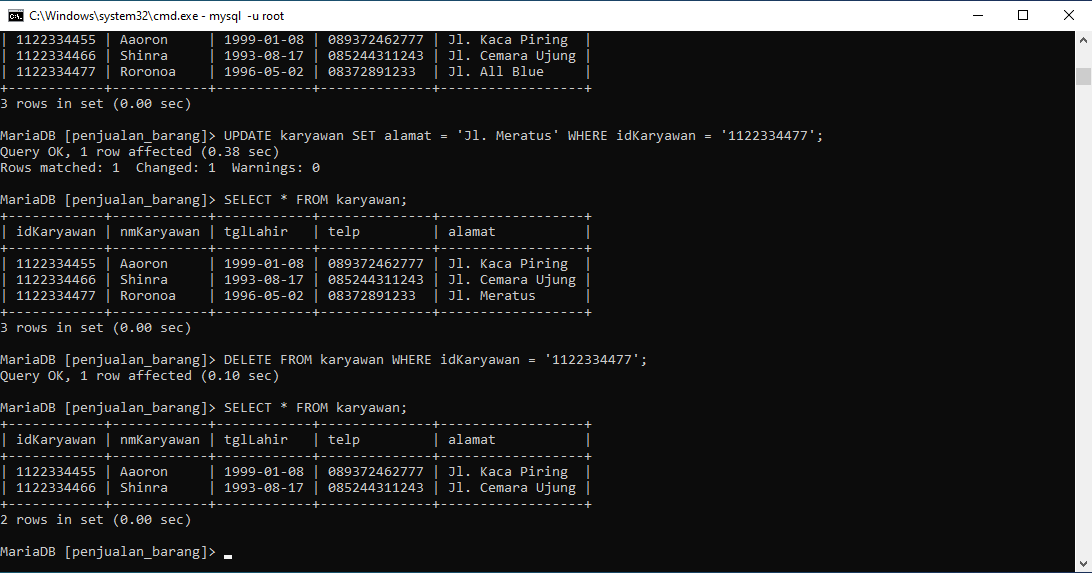 C:\Windows\system32\cmd.exe - mysql  -u root
| 1122334455 | Aaoron     | 1999-01-08 | 089372462777 | Jl. Kaca Piring  |
| 1122334466 | Shinra     | 1993-08-17 | 085244311243 | Jl. Cemara Ujung |
| 1122334477 | Roronoa    | 1996-05-02 | 08372891233  | Jl. All Blue     |
+------------+------------+------------+--------------+------------------+
3 rows in set (0.00 sec)
MariaDB [penjualan_barang]> UPDATE karyawan SET alamat = 'Jl. Meratus' WHERE idKaryawan = '1122334477';
Query OK, 1 row affected (0.38 sec)
Rows matched: 1  Changed: 1  Warnings: 0
MariaDB [penjualan_barang]> SELECT * FROM karyawan;
+------------+------------+------------+--------------+------------------+
| idKaryawan | nmKaryawan | tglLahir   | telp         | alamat           |
+------------+------------+------------+--------------+------------------+
| 1122334455 | Aaoron     | 1999-01-08 | 089372462777 | Jl. Kaca Piring  |
| 1122334466 | Shinra     | 1993-08-17 | 085244311243 | Jl. Cemara Ujung |
| 1122334477 | Roronoa    | 1996-05-02 | 08372891233  | Jl. Meratus      |
+------------+------------+------------+--------------+------------------+
3 rows in set (0.00 sec)
MariaDB [penjualan_barang]> DELETE FROM karyawan WHERE idKaryawan = '1122334477';
Query OK, 1 row affected (0.10 sec)
MariaDB [penjualan_barang]> SELECT * FROM karyawan;
+------------+------------+------------+--------------+------------------+
| idKaryawan | nmKaryawan | tglLahir   | telp         | alamat           |
+------------+------------+------------+--------------+------------------+
| 1122334455 | Aaoron     | 1999-01-08 | 089372462777 | Jl. Kaca Piring  |
| 1122334466 | Shinra     | 1993-08-17 | 085244311243 | Jl. Cemara Ujung |
+------------+------------+------------+--------------+------------------+
2 rows in set (0.00 sec)
MariaDB [penjualan_barang]> _